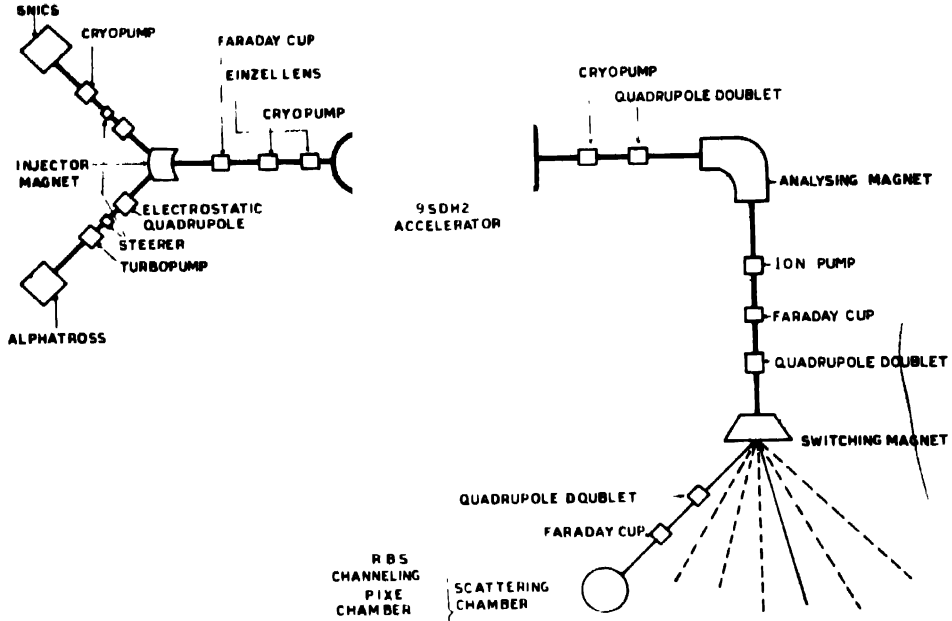 SNICS
CRYOPUMP
FARADAY CUP
EINZEL LENS
CRYOPUMP
INJECTOR
MAGNET
ELECTROSTATIC
QUADRUPOLE
STEERER
TURBOPUMP
ALPHATROSS
9SDH2
ACCELERATOR
CRYOPUMP
QUADRUPOLE DOUBLET
ANALYSING MAGNET
ION PUMP
FARADAY CUP
QUADRUPOLE DOUBLET
SWITCHING MAGNET
QUADRUPOLE DOUBLET
FARADAY CUP
RBS
CHANNELING
PIXE
CHAMBER
SCATTERING
CHAMBER